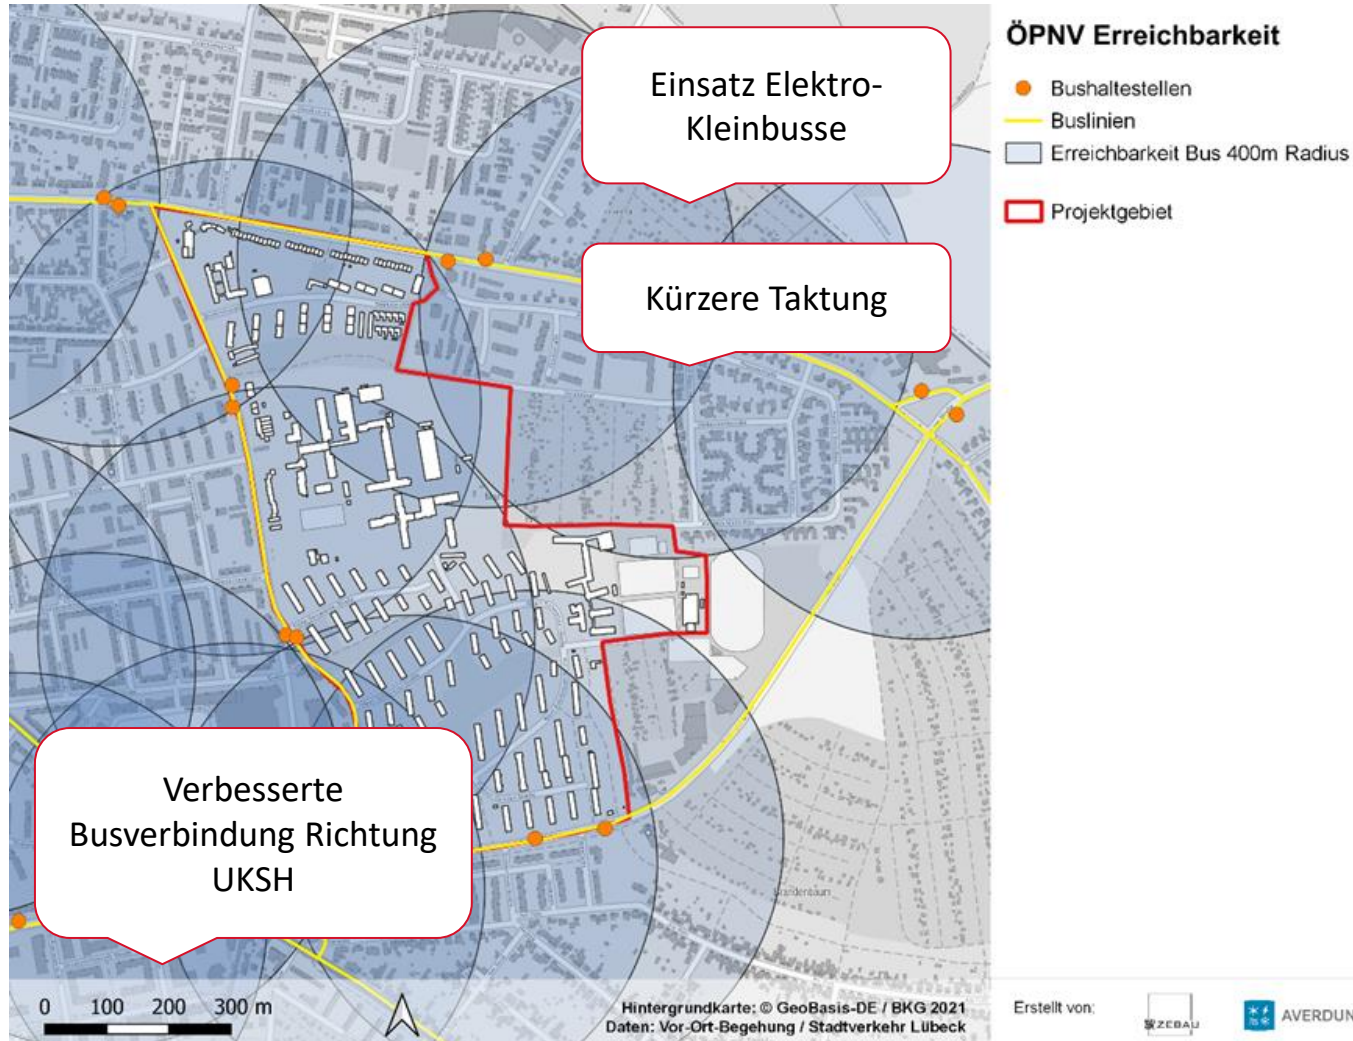 ÖPNV Erreichbarkeit
Bushaltestellen
Buslinien
Erreichbarkeit Bus 400m Radius
Projektgebiet
Einsatz Elektro-
Kleinbusse
Kürzere Taktung
Verbesserte
Busverbindung Richtung
UKSH
Brandenbaum
0 100 200 300 m
Hintergrundkarte: © GeoBasis-DE / BKG 2021
Daten: Vor-Ort-Begehung / Stadtverkehr Lübeck
Erstellt von:
ZEBAU
AVERDUN